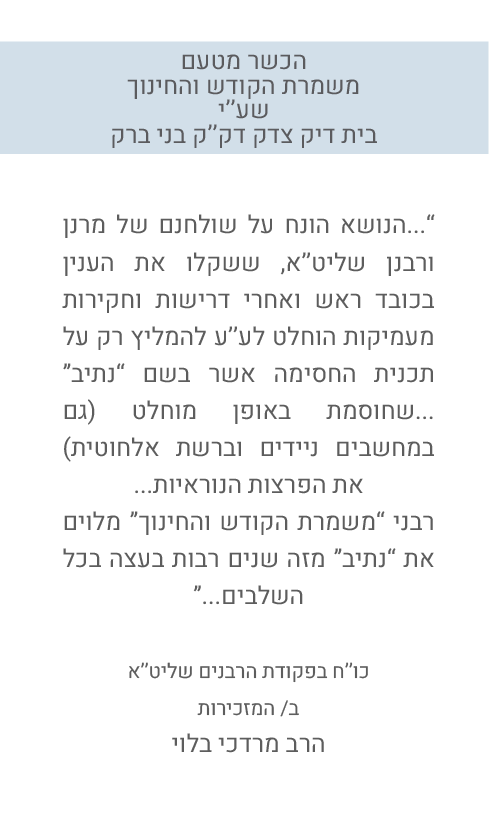 הכשר מטעם
משמרת הקודש והחינוך
שע״י
בית דיק צדק דק״ק בני ברק
“...הנושא הונח על שולחנם של מרנן
ורבנן שליט״א, ששקלו את הענין
בכובד ראש ואחרי דרישות וחקירות
מעמיקות הוחלט לע״ע להמליץ רק על
תכנית החסימה אשר בשם “נתיב”
...שחוסמת באופן מוחלט (גם
במחשבים ניידים וברשת אלחוטית)
את הפרצות הנוראיות...
רבני “משמרת הקודש והחינוך” מלוים
את “נתיב” מזה שנים רבות בעצה בכל
השלבים...”
כו״ח בפקודת הרבנים שליט״א
ב/ המזכירות
הרב מרדכי בלוי